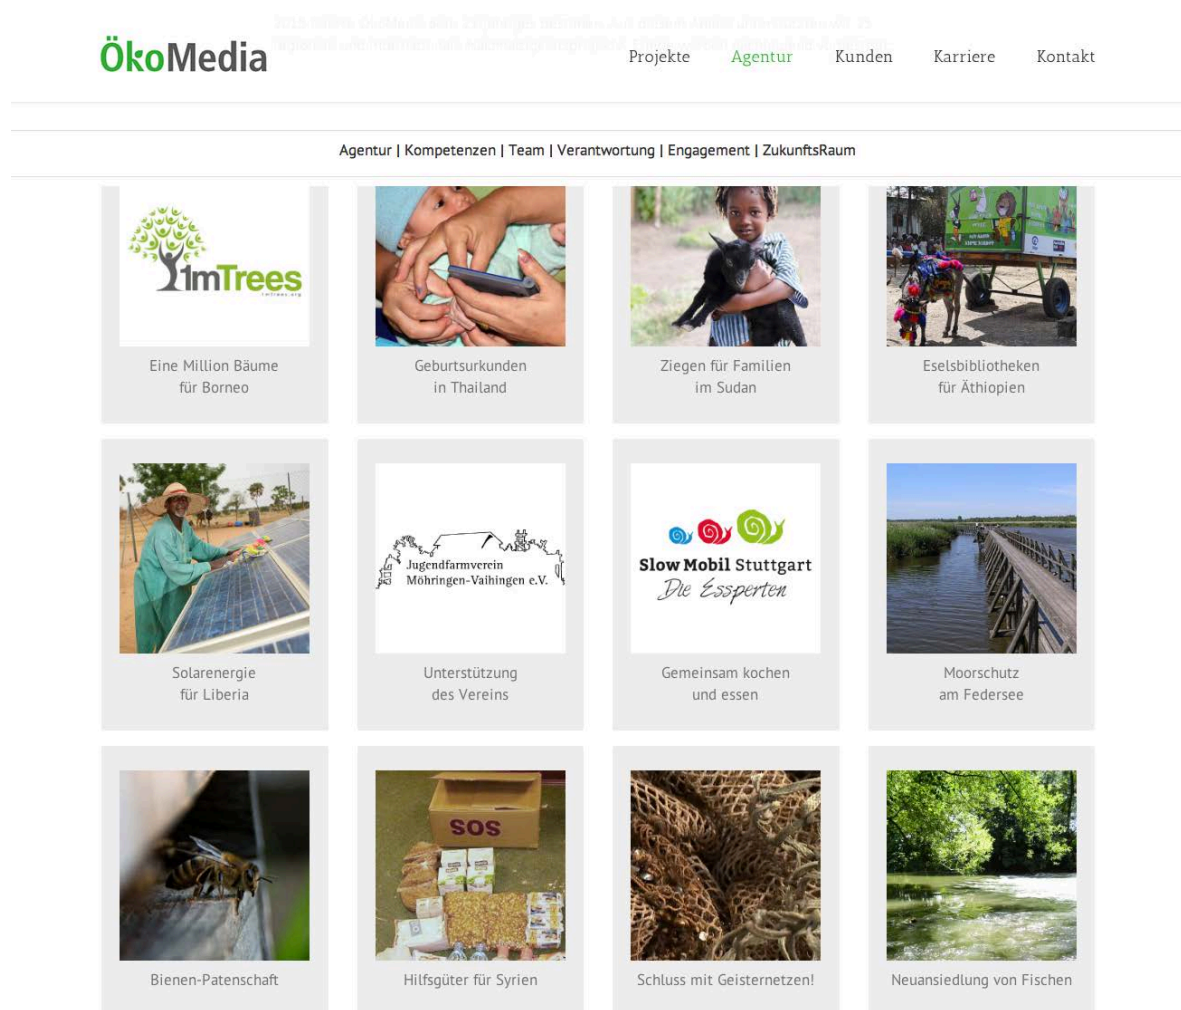 ÖkoMedia
Projekte Agentur Kunden Karriere Kontakt
Agentur | Kompetenzen | Team | Verantwortung | Engagement | ZukunftsRaum
1mTrees
1mtrees.org
Eine Million Bäume
für Borneo
Geburtsurkunden
in Thailand
Ziegen für Familien
im Sudan
Eselsbibliotheken
für Äthiopien
Solarenergie
für Liberia
Jugendfarmverein
Möhringen-Vaihingen e.V.
Unterstützung
des Vereins
Slow Mobil Stuttgart
Die Essperten
Gemeinsam kochen
und essen
Moorschutz
am Federsee
Bienen-Patenschaft
SOS
Hilfsgüter für Syrien
Schluss mit Geisternetzen!
Neuansiedlung von Fischen